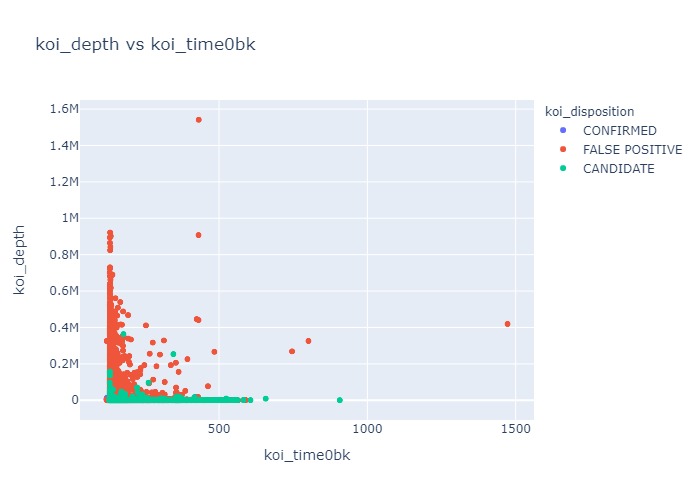 koi_depth vs koi_time0bk
koi_disposition
CONFIRMED
FALSE POSITIVE
CANDIDATE
1.6M
1.4M
1.2M
1M
0.8M
0.6M
0.4M
0.2M
0
koi_depth
500
1000
1500
koi_time0bk